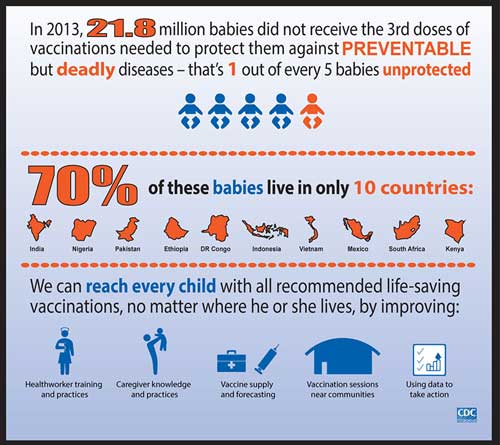 In 2013, 21.8 million babies did not receive the 3rd doses of
vaccinations needed to protect them against PREVENTABLE
but deadly diseases – that's 1 out of every 5 babies unprotected
70% of these babies live in only 10 countries:
India Nigeria Pakistan Ethiopia DR Congo Indonesia Vietnam Mexico South Africa Kenya
We can reach every child with all recommended life-saving
vaccinations, no matter where he or she lives, by improving:
Healthworker training Caregiver knowledge Vaccine supply Vaccination sessions Using data to
and practices and practices and forecasting near communities take action
CDC